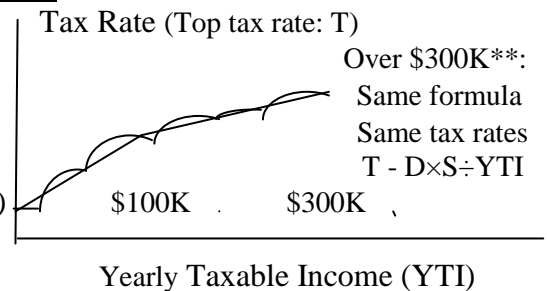 Tax Rate (Top tax rate: T)
Over $300K**:
Same formula
Same tax rates
T - D×S÷YTI
) $100K . $300K
Yearly Taxable Income (YTI)